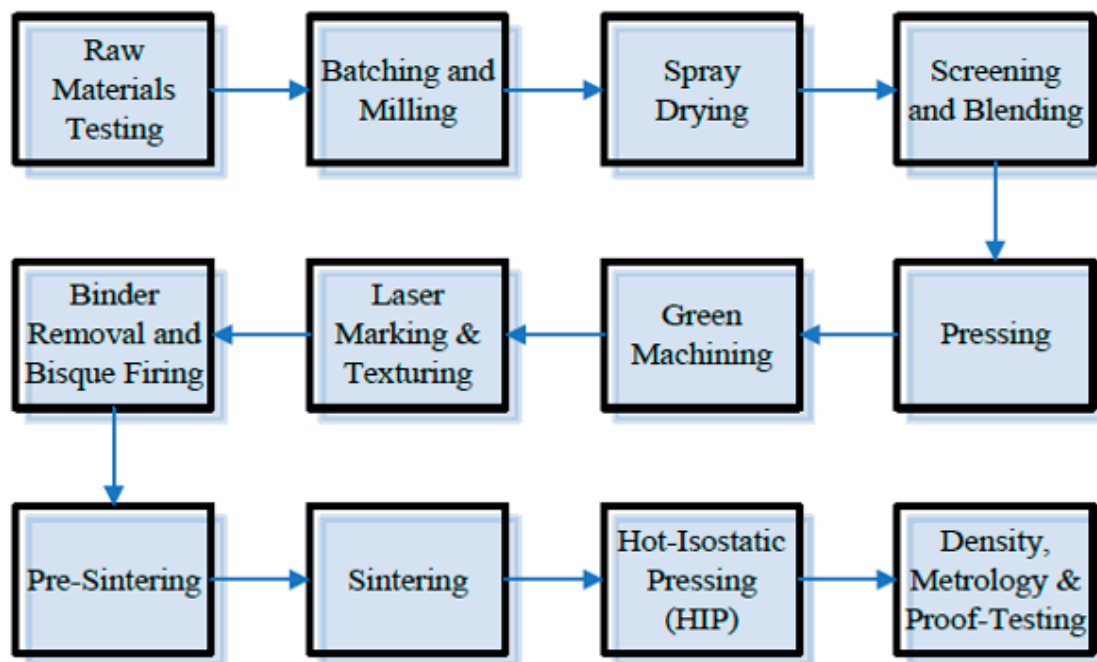 Raw
Materials
Testing
Batching and
Milling
Spray
Drying
Screening
and Blending
Pressing
Green
Machining
Laser
Marking &
Texturing
Binder
Removal and
Bisque Firing
Pre-Sintering
Sintering
Hot-Isostatic
Pressing
(HIP)
Density,
Metrology &
Proof-Testing